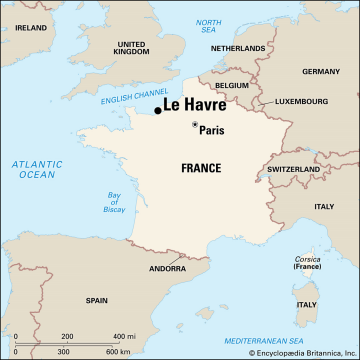 NORTH
SEA
IRELAND
UNITED
KINGDOM
NETHERLANDS
GERMANY
BELGIUM
ENGLISH CHANNEL
Le Havre
LUXEMBOURG
Paris
ATLANTIC
OCEAN
FRANCE
SWITZERLAND
Bay
of
Biscay
ITALY
Corsica
(France)
ANDORRA
SPAIN
ITALY
0 200 400 mi
0 300 600 km
MEDITERRANEAN SEA
© Encyclopædia Britannica, Inc.